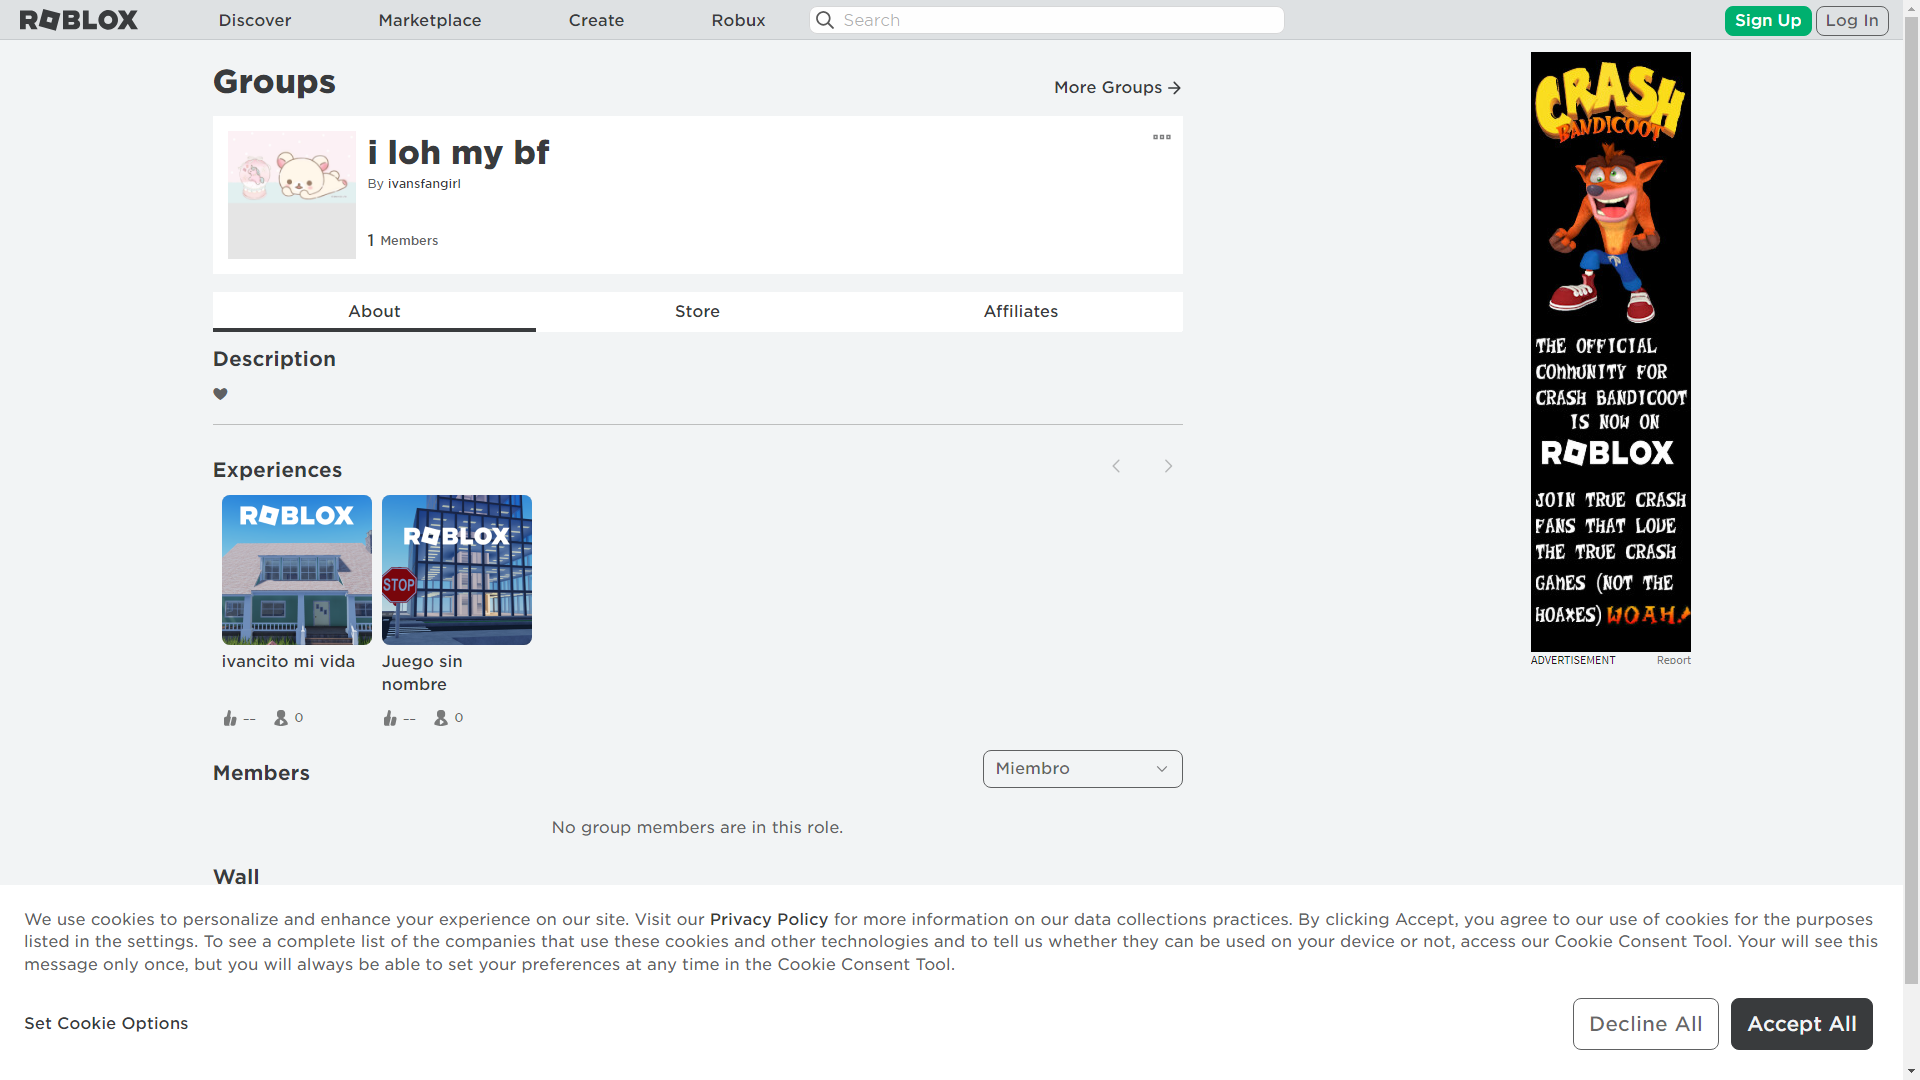 ROBLOX
Discover
Marketplace
Create
Robux
Search
Sign Up
Log In
Groups
More Groups
i loh my bf
By ivansfangirl
1 Members
About
Store
Affiliates
Description
Experiences
ROBLOX
ivancito mi vida
-- 0
ROBLOX
STOP
Juego sin
nombre
-- 0
Members
Miembro
No group members are in this role.
Wall
CRASH
BANDICOOT
THE OFFICIAL
COMMUNITY FOR
CRASH BANDICOOT
IS NOW ON
ROBLOX
JOIN TRUE CRASH
FANS THAT LOVE
THE TRUE CRASH
GAMES (NOT THE
HOAXES) WOAH!
ADVERTISEMENT
Report
We use cookies to personalize and enhance your experience on our site. Visit our Privacy Policy for more information on our data collections practices. By clicking Accept, you agree to our use of cookies for the purposes
listed in the settings. To see a complete list of the companies that use these cookies and other technologies and to tell us whether they can be used on your device or not, access our Cookie Consent Tool. Your will see this
message only once, but you will always be able to set your preferences at any time in the Cookie Consent Tool.
Set Cookie Options
Decline All
Accept All